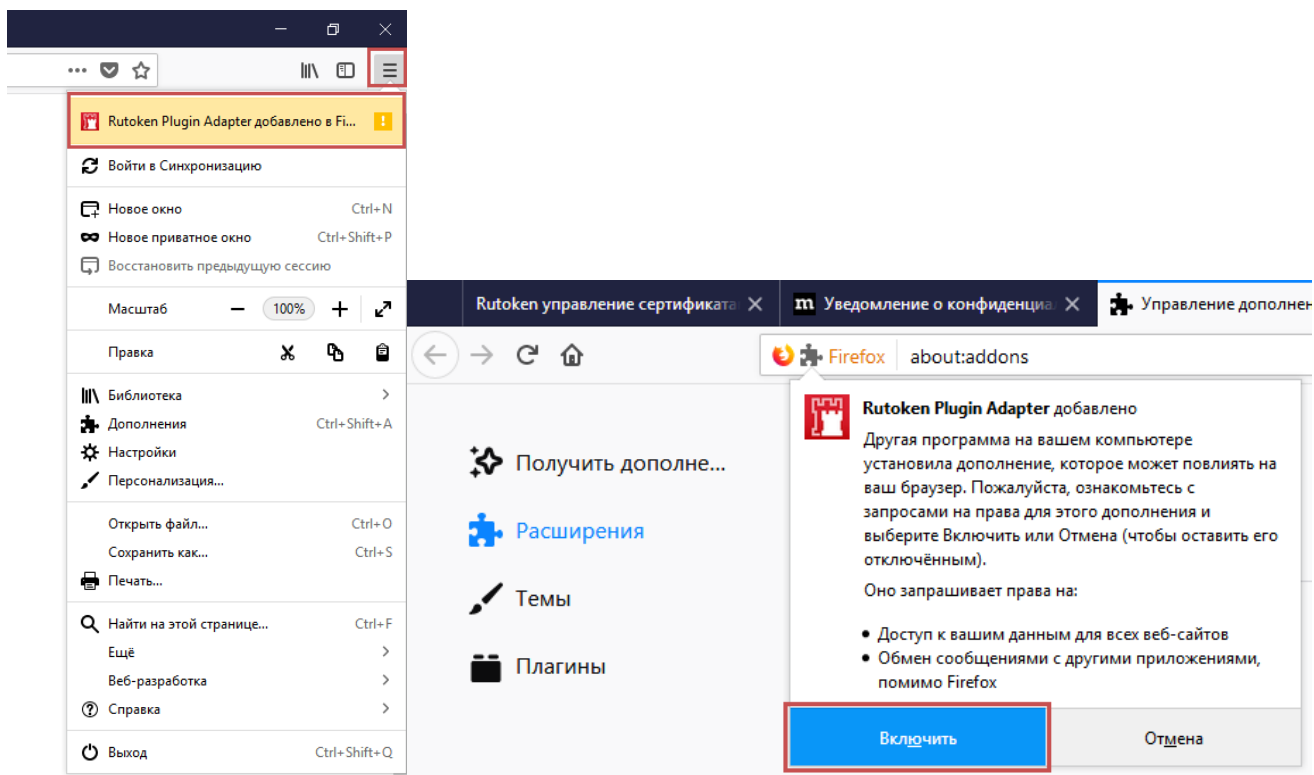 Rutoken Plugin Adapter добавлено в Fi...
Войти в Синхронизацию
Новое окно Ctrl+N
Новое приватное окно Ctrl+Shift+P
Восстановить предыдущую сессию
Масштаб 100%
Правка
Библиотека
Дополнения Ctrl+Shift+A
Настройки
Персонализация...
Открыть файл... Ctrl+O
Сохранить как... Ctrl+S
Печать...
Найти на этой странице... Ctrl+F
Ещё
Веб-разработка
Справка
Выход Ctrl+Shift+Q
Rutoken управление сертификата Уведомление о конфиденциа Управление дополнен
Firefox about:addons
Получить дополне...
Расширения
Темы
Плагины
Rutoken Plugin Adapter добавлено
Другая программа на вашем компьютере
установила дополнение, которое может повлиять на
ваш браузер. Пожалуйста, ознакомьтесь с
запросами на права для этого дополнения и
выберите Включить или Отмена (чтобы оставить его
отключённым).
Оно запрашивает права на:
• Доступ к вашим данным для всех веб-сайтов
• Обмен сообщениями с другими приложениями,
помимо Firefox
Включить Отмена